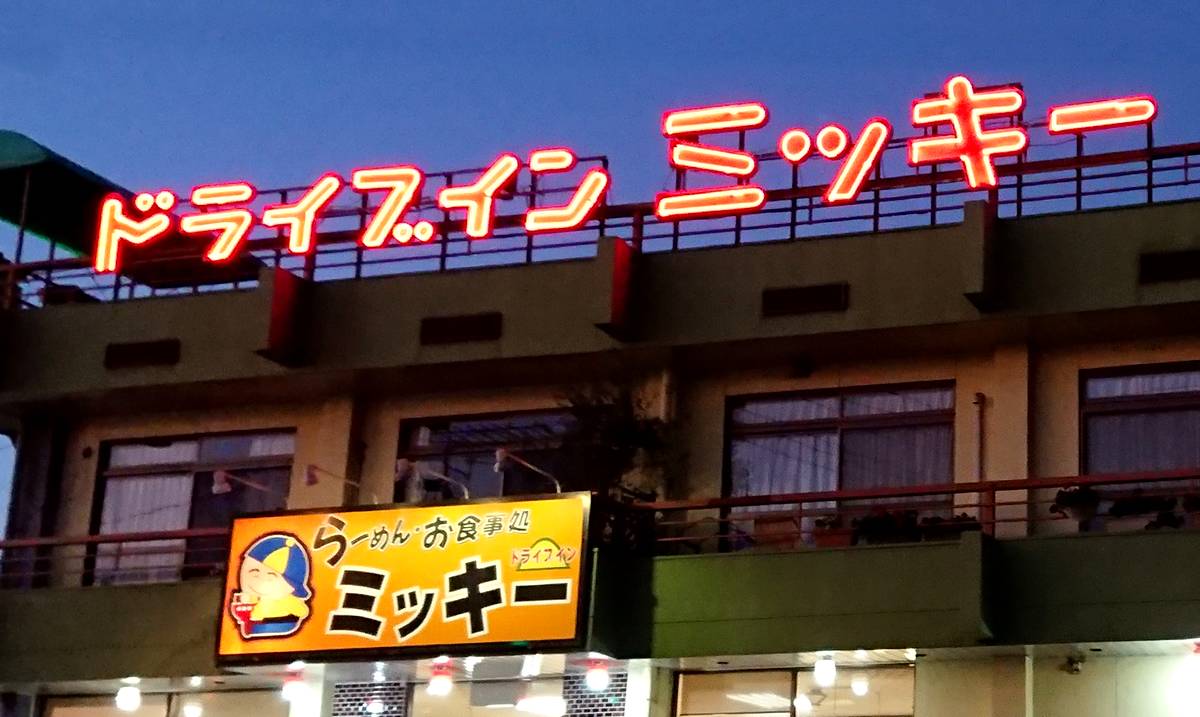 ドライブイン ミッキー
らーめん・お食事処
ドライブイン
ミッキー